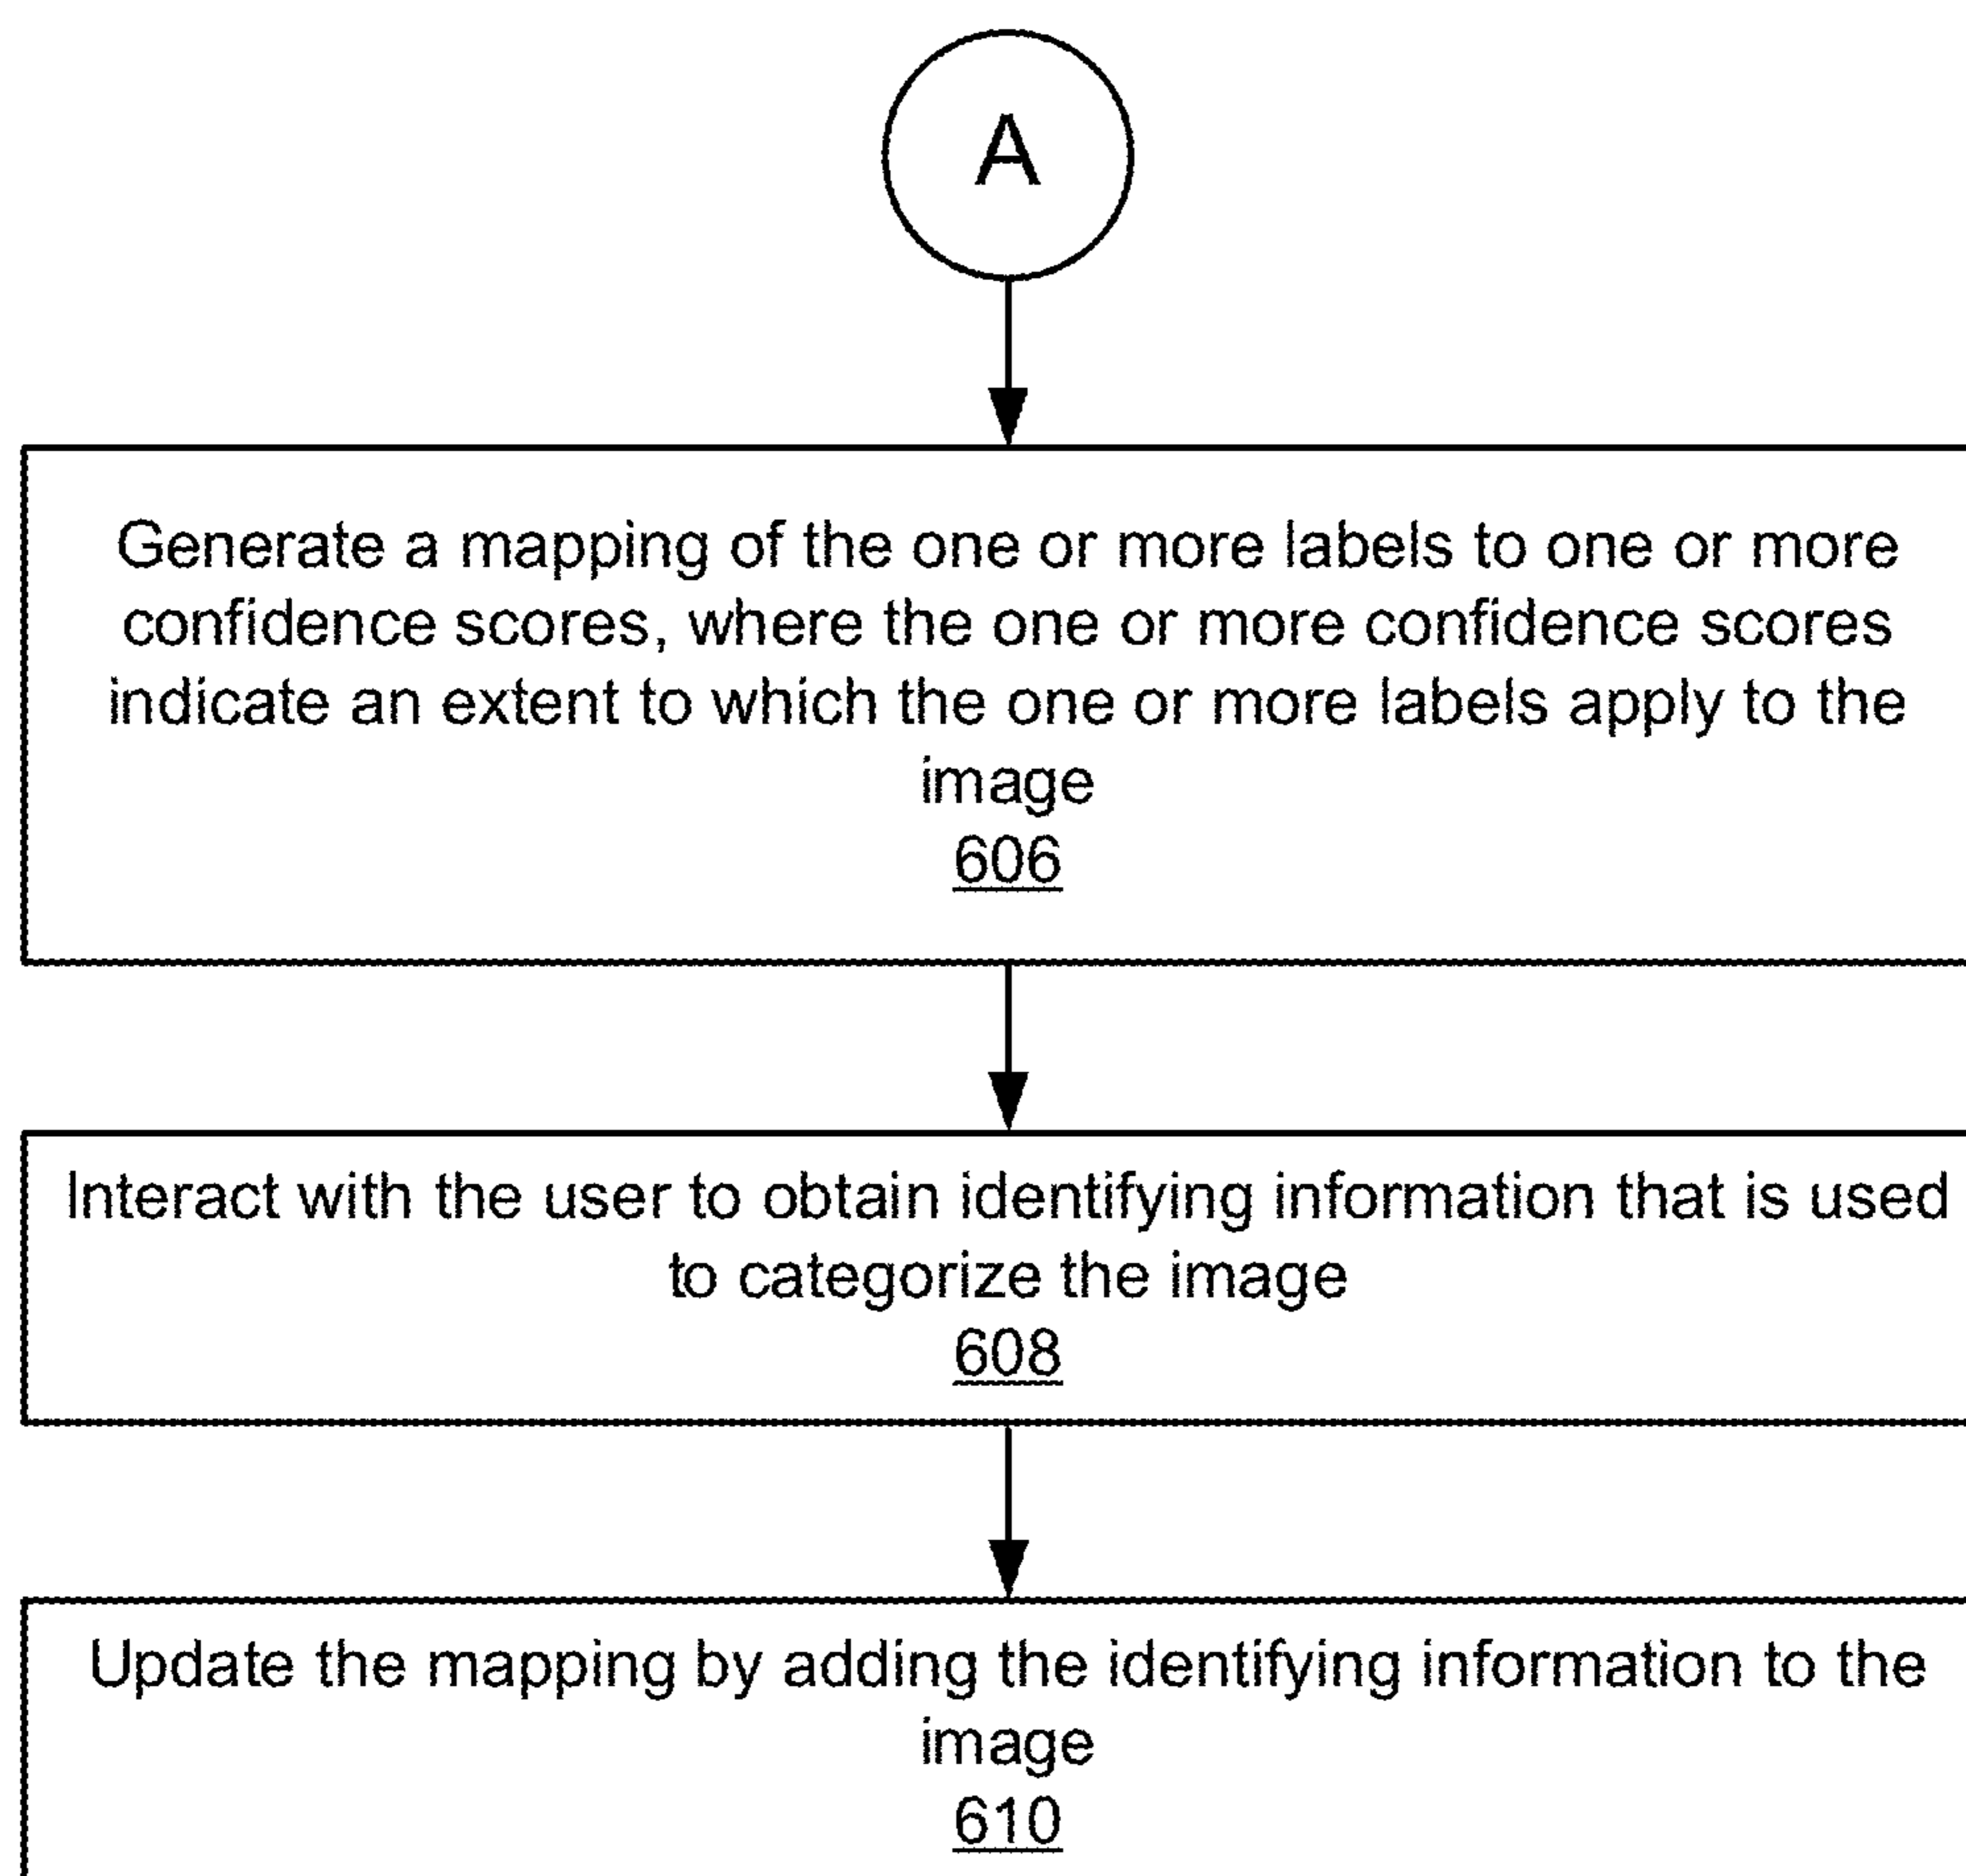 A
Generate a mapping of the one or more labels to one or more
confidence scores, where the one or more confidence scores
indicate an extent to which the one or more labels apply to the
image
606
Interact with the user to obtain identifying information that is used
to categorize the image
608
Update the mapping by adding the identifying information to the
image
610